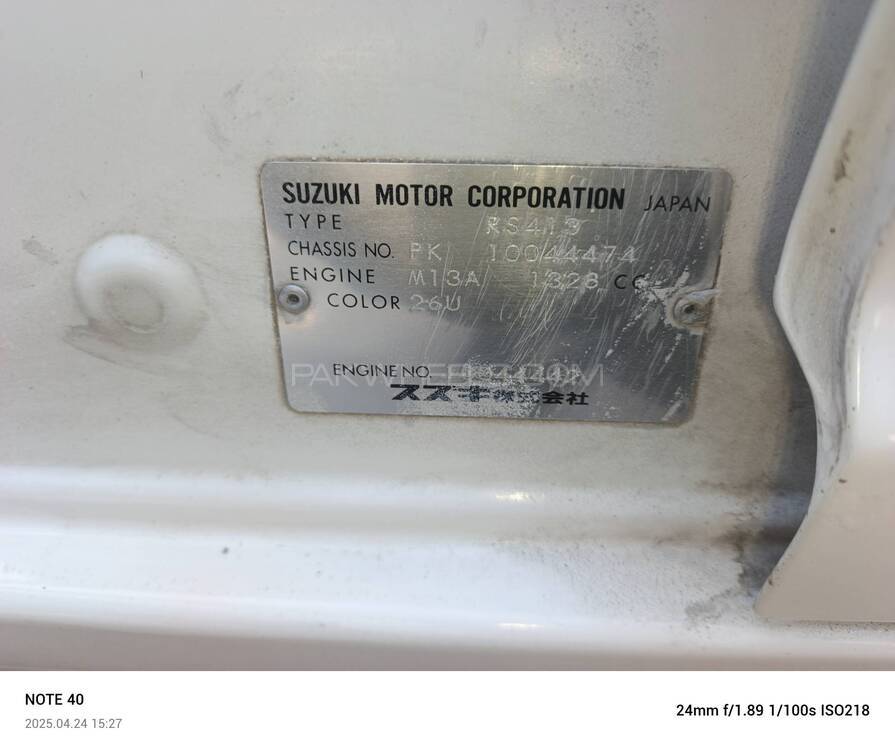 SUZUKI MOTOR CORPORATION JAPAN
TYPE RS413
CHASSIS NO. PK 10044474
ENGINE M13A 1328 CC
COLOR 26U
PAKWHEELS.COM
ENGINE NO.
スズキ株式会社
NOTE 40
2025.04.24 15:27
24mm f/1.89 1/100s ISO218